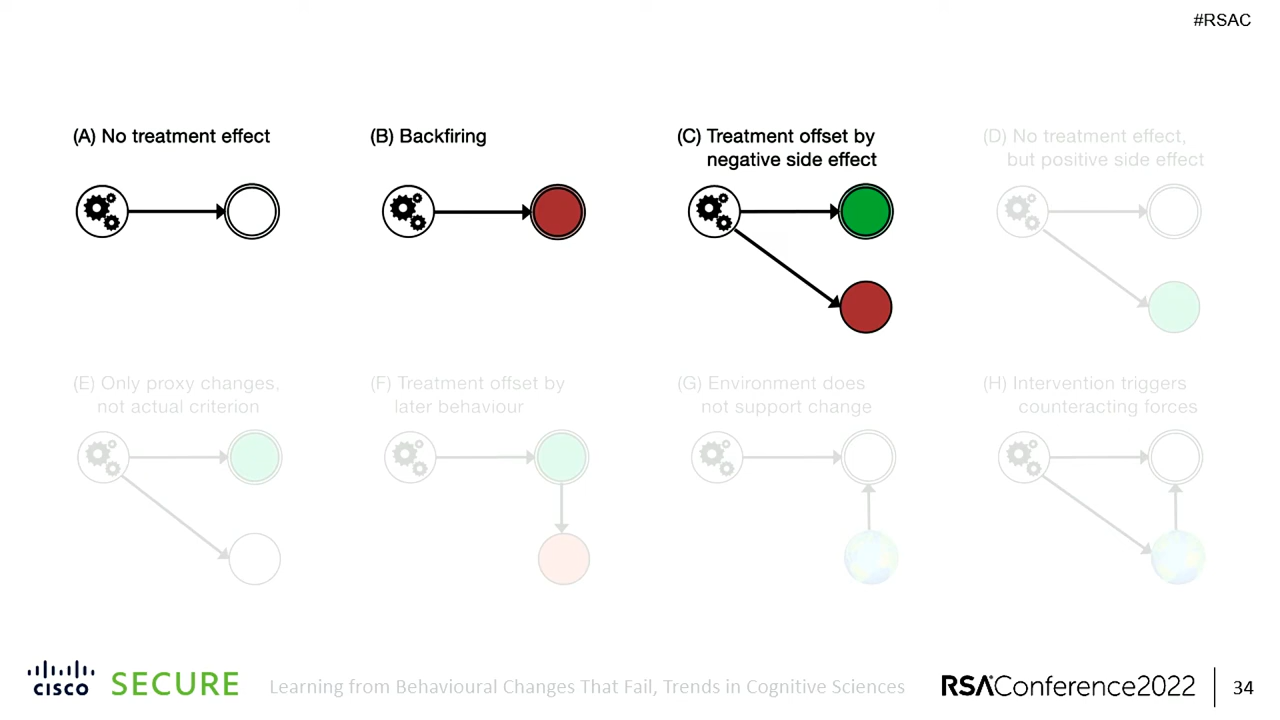 #RSAC
(A) No treatment effect
(B) Backfiring
(C) Treatment offset by
negative side effect
(D) No treatment effect,
but positive side effect
(E) Only proxy changes,
not actual criterion
(F) Treatment offset by
later behaviour
(G) Environment does
not support change
(H) Intervention triggers
counteracting forces
CISCO SECURE
Learning from Behavioural Changes That Fail, Trends in Cognitive Sciences
RSAConference2022
34